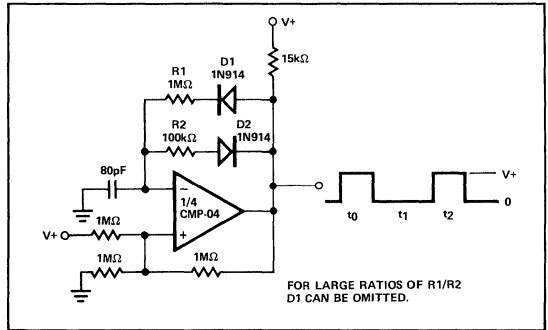 V+
15kΩ
D1
1N914
R1
1MΩ
R2
100kΩ
D2
1N914
80pF
−
1/4
CMP-04
+
1MΩ
V+
1MΩ
1MΩ
V+
0
t0 t1 t2
FOR LARGE RATIOS OF R1/R2
D1 CAN BE OMITTED.